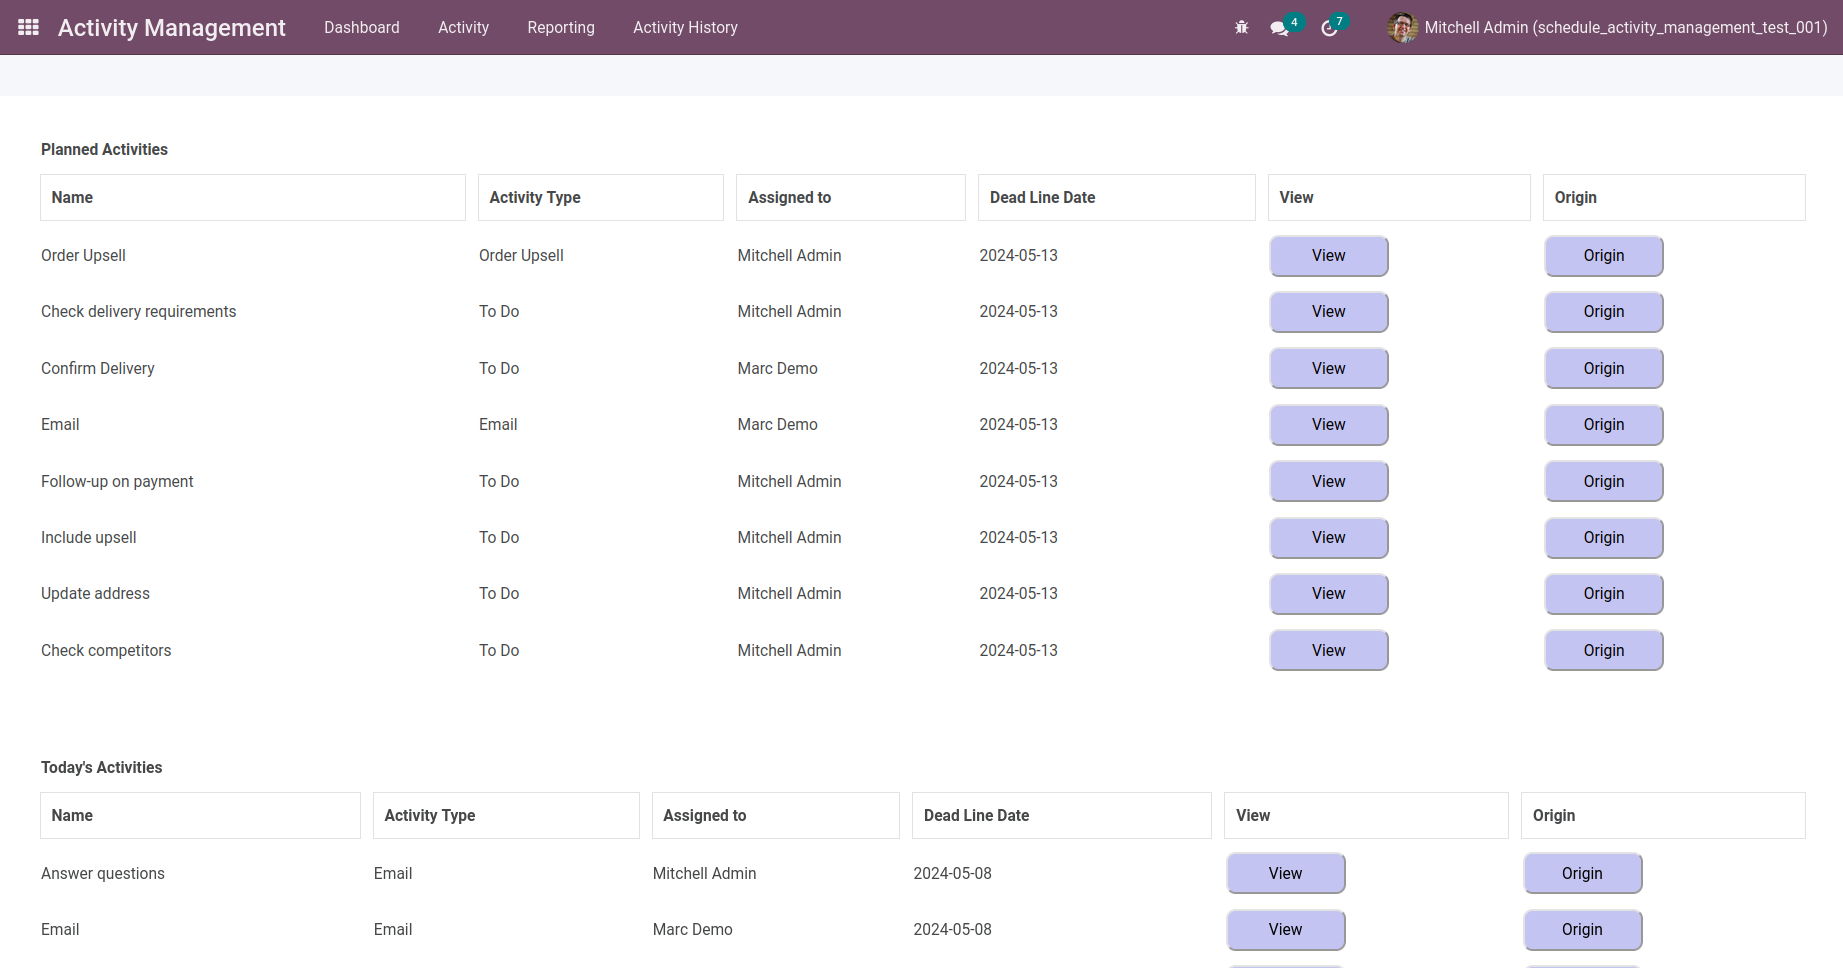 Activity Management Dashboard Activity Reporting Activity History 4 7 Mitchell Admin (schedule_activity_management_test_001)
Planned Activities
Name Activity Type Assigned to Dead Line Date View Origin
Order Upsell Order Upsell Mitchell Admin 2024-05-13 View Origin
Check delivery requirements To Do Mitchell Admin 2024-05-13 View Origin
Confirm Delivery To Do Marc Demo 2024-05-13 View Origin
Email Email Marc Demo 2024-05-13 View Origin
Follow-up on payment To Do Mitchell Admin 2024-05-13 View Origin
Include upsell To Do Mitchell Admin 2024-05-13 View Origin
Update address To Do Mitchell Admin 2024-05-13 View Origin
Check competitors To Do Mitchell Admin 2024-05-13 View Origin
Today's Activities
Name Activity Type Assigned to Dead Line Date View Origin
Answer questions Email Mitchell Admin 2024-05-08 View Origin
Email Email Marc Demo 2024-05-08 View Origin